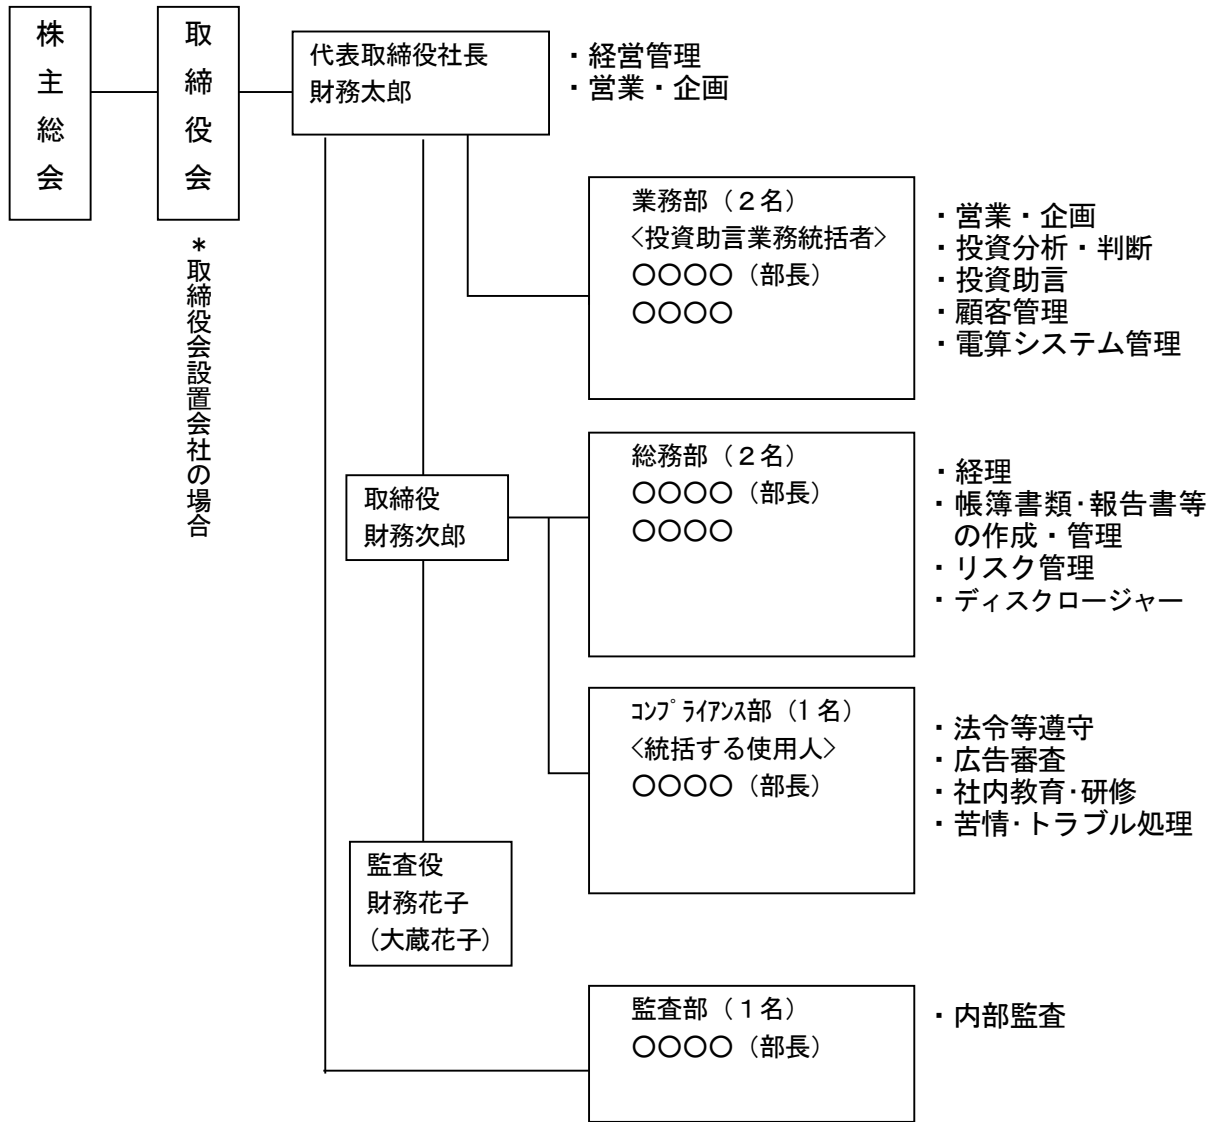 株主総会
取締役会
*取締役会設置会社の場合
代表取締役社長
財務太郎
・経営管理
・営業・企画
業務部（２名）
<投資助言業務統括者>
○○○○（部長）
○○○○
・営業・企画
・投資分析・判断
・投資助言
・顧客管理
・電算システム管理
取締役
財務次郎
総務部（２名）
○○○○（部長）
○○○○
・経理
・帳簿書類・報告書等
の作成・管理
・リスク管理
・ディスクロージャー
ｺﾝﾌﾟﾗｲｱﾝｽ部（1名）
<統括する使用人>
○○○○（部長）
・法令等遵守
・広告審査
・社内教育・研修
・苦情・トラブル処理
監査役
財務花子
（大蔵花子）
監査部（１名）
○○○○（部長）
・内部監査